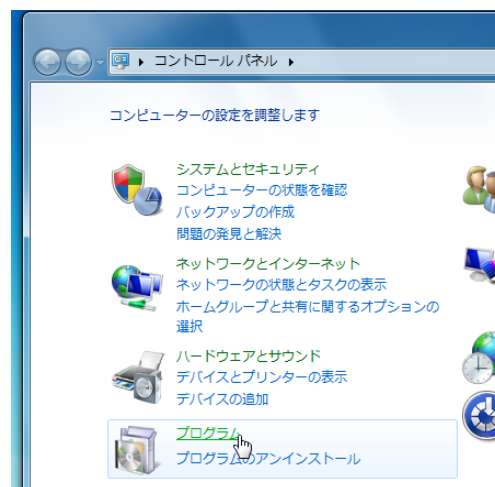 コントロール パネル
コンピューターの設定を調整します
システムとセキュリティ
コンピューターの状態を確認
バックアップの作成
問題の発見と解決
ネットワークとインターネット
ネットワークの状態とタスクの表示
ホームグループと共有に関するオプションの
選択
ハードウェアとサウンド
デバイスとプリンターの表示
デバイスの追加
プログラム
プログラムのアンインストール